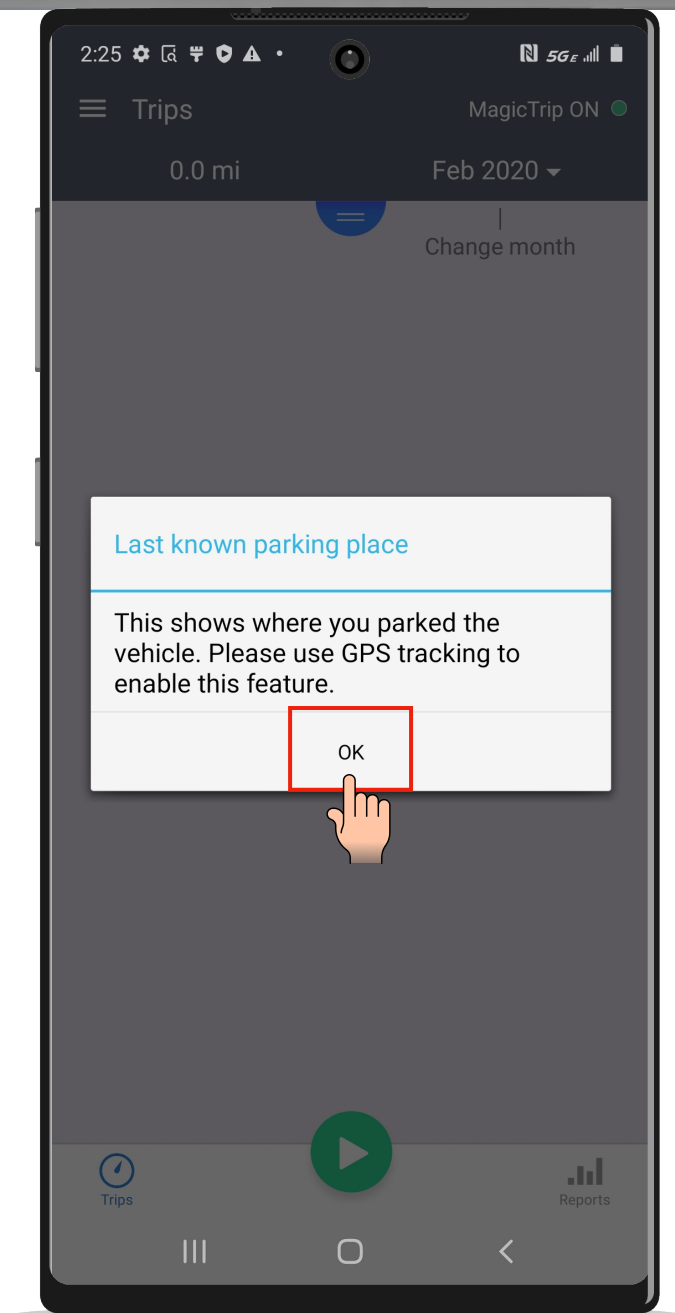 2:25 5GE
Trips MagicTrip ON
0.0 mi Feb 2020
Change month
Last known parking place
This shows where you parked the
vehicle. Please use GPS tracking to
enable this feature.
OK
Trips Reports